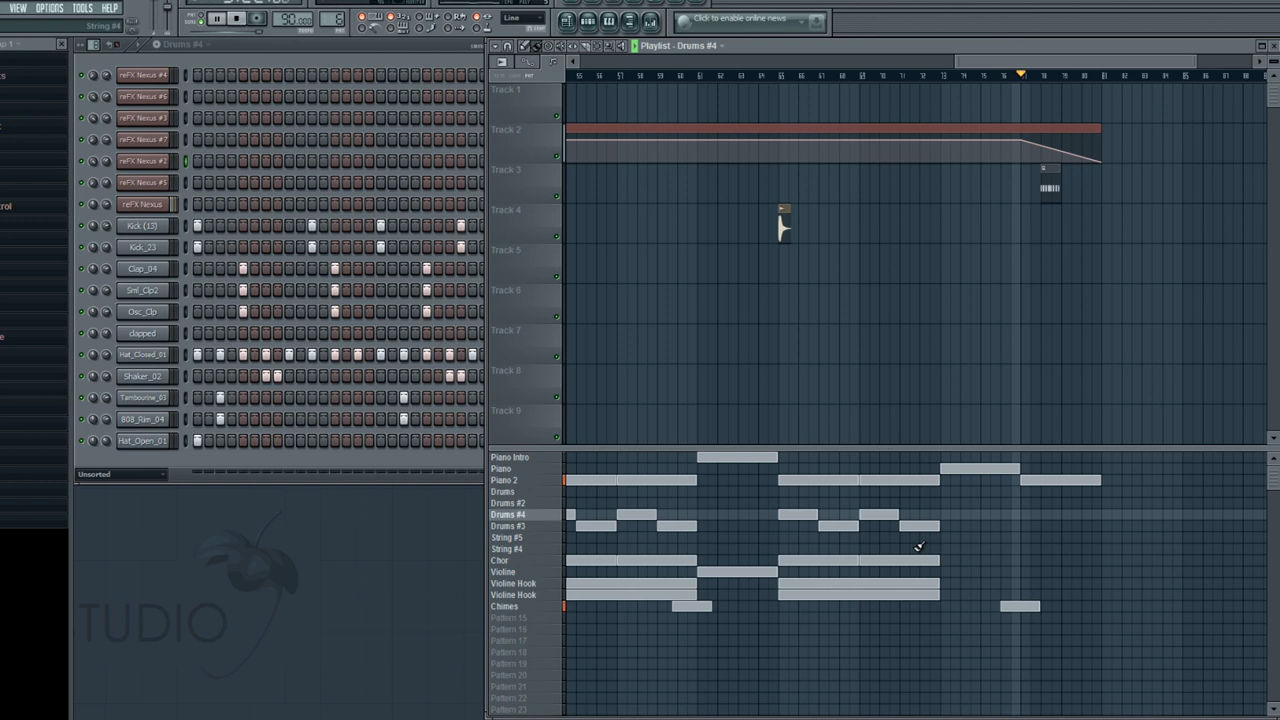 VIEW OPTIONS TOOLS HELP
String #4
90.000
Line
Click to enable online news
Drums #4
Playlist - Drums #4
reFX Nexus #4
reFX Nexus #6
reFX Nexus #3
reFX Nexus #7
reFX Nexus #2
reFX Nexus #5
reFX Nexus
Kick (15)
Kick_23
Clap_04
Sml_Clp2
Osc_Clp
clapped
Hat_Closed_01
Shaker_02
Tambourine_03
808_Rim_04
Hat_Open_01
Unsorted
TUDIO
Track 1
Track 2
Track 3
Track 4
Track 5
Track 6
Track 7
Track 8
Track 9
Piano Intro
Piano
Piano 2
Drums
Drums #2
Drums #4
Drums #3
String #5
String #4
Chor
Violine
Violine Hook
Violine Hook
Chimes
Pattern 15
Pattern 16
Pattern 17
Pattern 18
Pattern 19
Pattern 20
Pattern 21
Pattern 22
Pattern 23